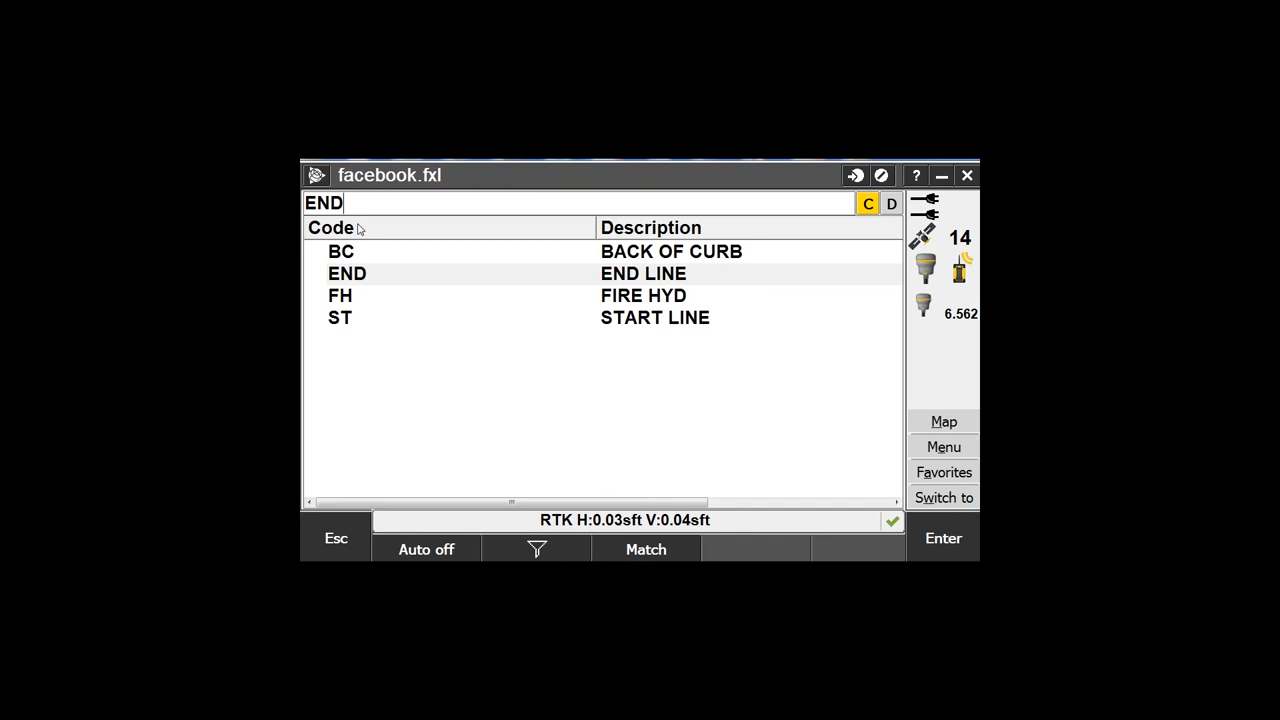 facebook.fxl
?
END
C
D
Code
Description
BC
BACK OF CURB
END
END LINE
FH
FIRE HYD
ST
START LINE
14
6.562
Map
Menu
Favorites
Switch to
RTK H:0.03sft V:0.04sft
Esc
Auto off
Match
Enter